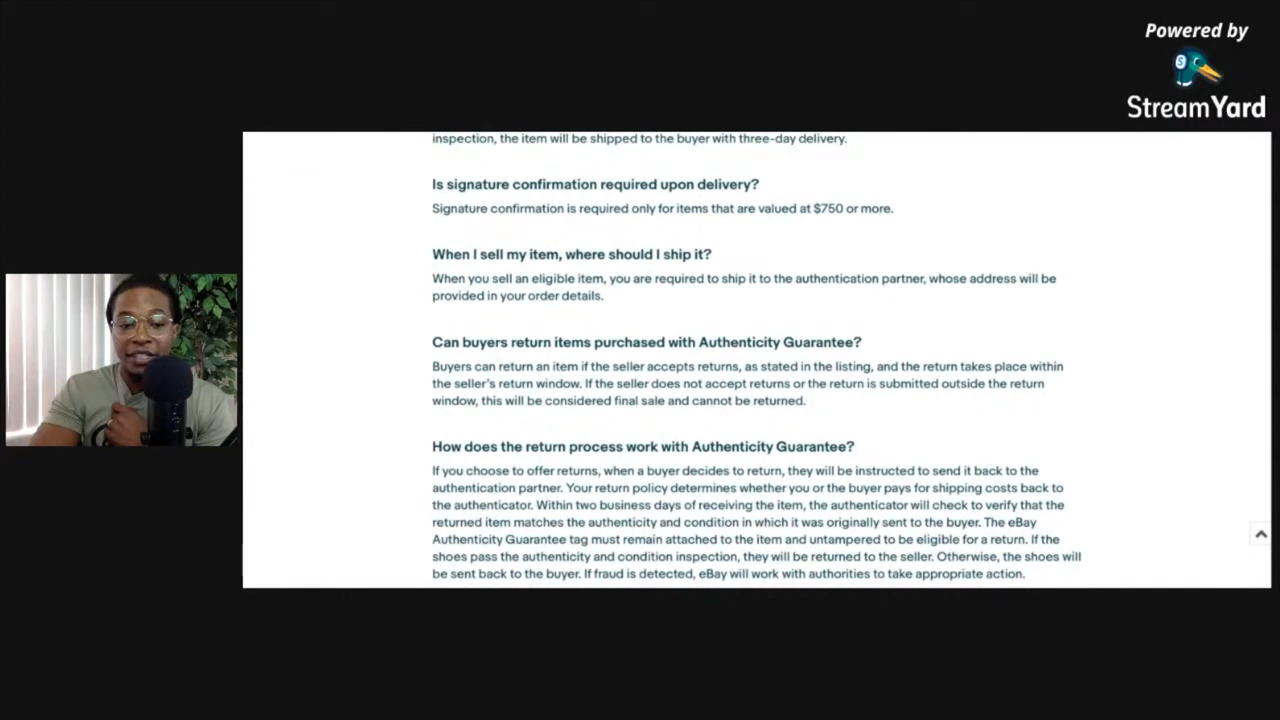 Powered by
StreamYard
inspection, the item will be shipped to the buyer with three-day delivery.
Is signature confirmation required upon delivery?
Signature confirmation is required only for items that are valued at $750 or more.
When I sell my item, where should I ship it?
When you sell an eligible item, you are required to ship it to the authentication partner, whose address will be
provided in your order details.
Can buyers return items purchased with Authenticity Guarantee?
Buyers can return an item if the seller accepts returns, as stated in the listing, and the return takes place within
the seller's return window. If the seller does not accept returns or the return is submitted outside the return
window, this will be considered final sale and cannot be returned.
How does the return process work with Authenticity Guarantee?
If you choose to offer returns, when a buyer decides to return, they will be instructed to send it back to the
authentication partner. Your return policy determines whether you or the buyer pays for shipping costs back to
the authenticator. Within two business days of receiving the item, the authenticator will check to verify that the
returned item matches the authenticity and condition in which it was originally sent to the buyer. The eBay
Authenticity Guarantee tag must remain attached to the item and untampered to be eligible for a return. If the
shoes pass the authenticity and condition inspection, they will be returned to the seller. Otherwise, the shoes will
be sent back to the buyer. If fraud is detected, eBay will work with authorities to take appropriate action.